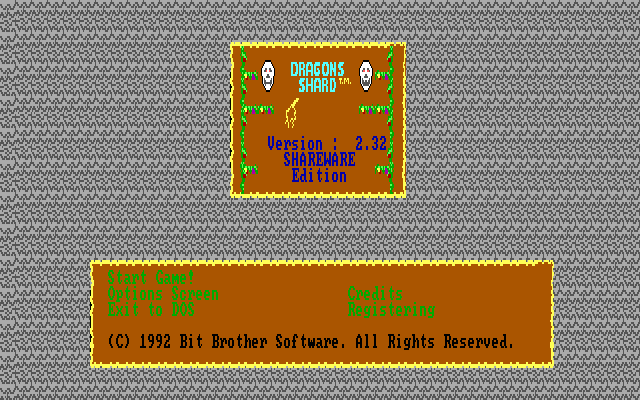 DRAGONS
SHARD T.M.
Version : 2.32
SHAREWARE
Edition
Start Game!
Options Screen Credits
Exit to DOS Registering
(C) 1992 Bit Brother Software. All Rights Reserved.